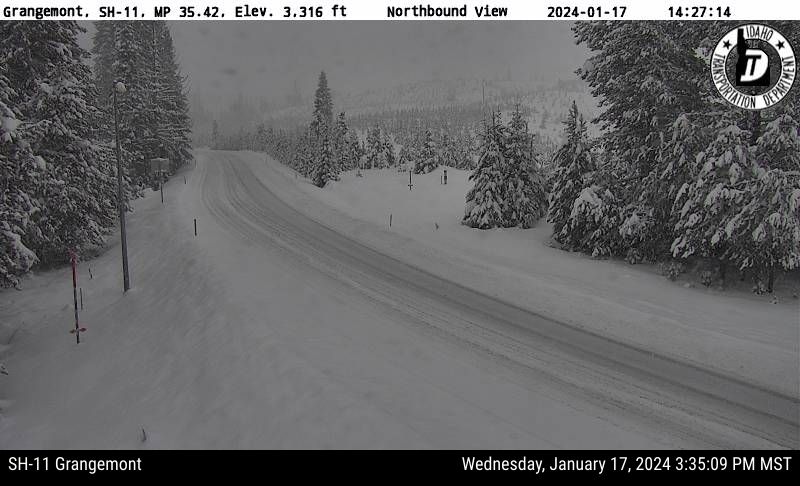 Grangemont, SH-11, MP 35.42, Elev. 3,316 ft Northbound View 2024-01-17 14:27:14
IDAHO
TRANSPORTATION DEPARTMENT
SH-11 Grangemont Wednesday, January 17, 2024 3:35:09 PM MST